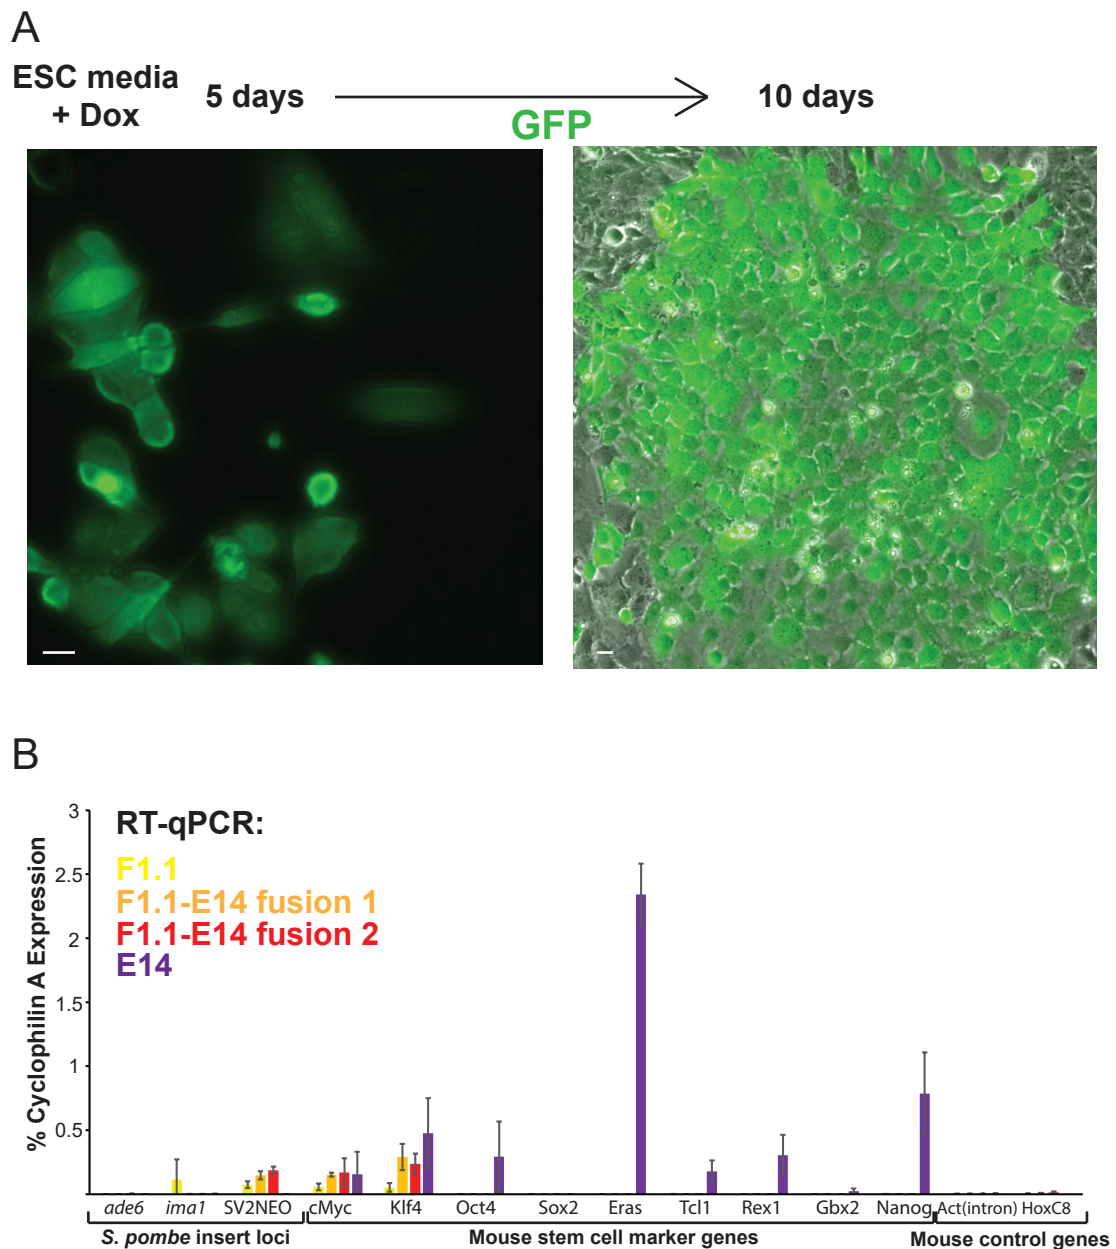 A
ESC media
+ Dox
5 days
10 days
GFP
B
RT-qPCR:
F1.1
F1.1-E14 fusion 1
F1.1-E14 fusion 2
E14
% Cyclophilin A Expression
3
2.5
2
1.5
1
0.5
ade6 ima1 SV2NEO cMyc Klf4 Oct4 Sox2 Eras Tcl1 Rex1 Gbx2 Nanog Act(intron) HoxC8
S. pombe insert loci
Mouse stem cell marker genes
Mouse control genes